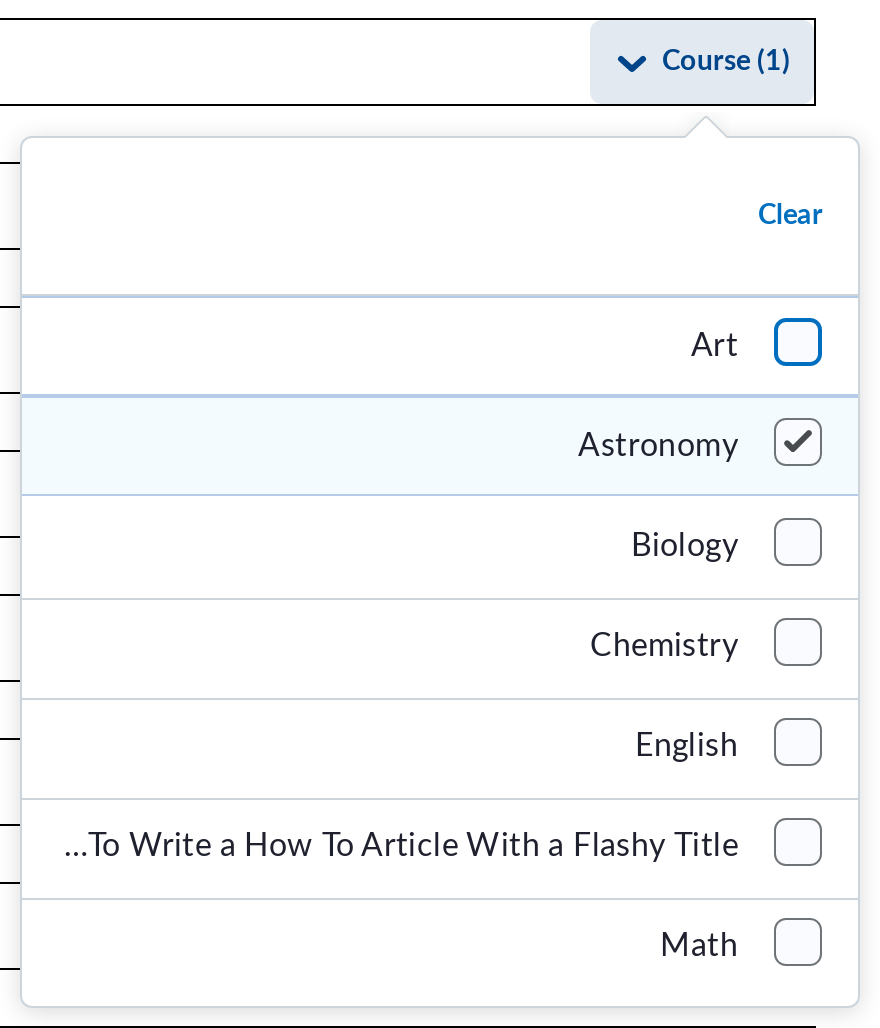 Course (1)
Clear
Art
Astronomy
Biology
Chemistry
English
...To Write a How To Article With a Flashy Title
Math